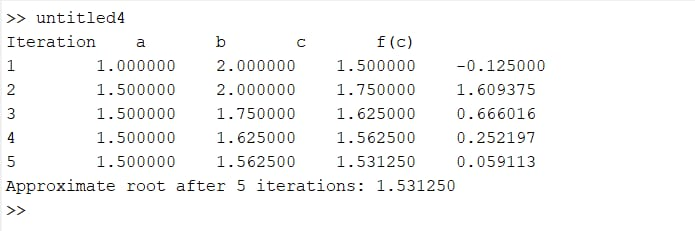 >> untitled4
Iteration    a        b        c        f(c)
1        1.000000    2.000000    1.500000    -0.125000
2        1.500000    2.000000    1.750000    1.609375
3        1.500000    1.750000    1.625000    0.666016
4        1.500000    1.625000    1.562500    0.252197
5        1.500000    1.562500    1.531250    0.059113
Approximate root after 5 iterations: 1.531250
>>